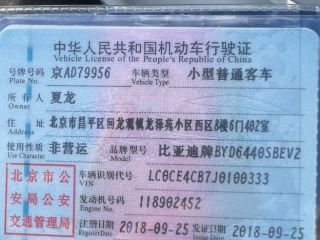 中华人民共和国机动车行驶证
Vehicle License of the People's Republic of China
号牌号码 京AD79956 车辆类型 小型普通客车
Plate No. Vehicle Type
所有人 夏龙
Owner
住址 北京市昌平区回龙观镇龙泽苑小区西区8楼6门402室
Address
使用性质 非营运 品牌型号 比亚迪牌BYD6440SBEV2
Use Character
北京市公安局公安交通管理局
车辆识别代号 LC0CE4CB7J0100333
VIN
发动机号码 118902452
Engine No.
注册日期 2018-09-25 发证日期 2018-09-25
Register Date Issue Date